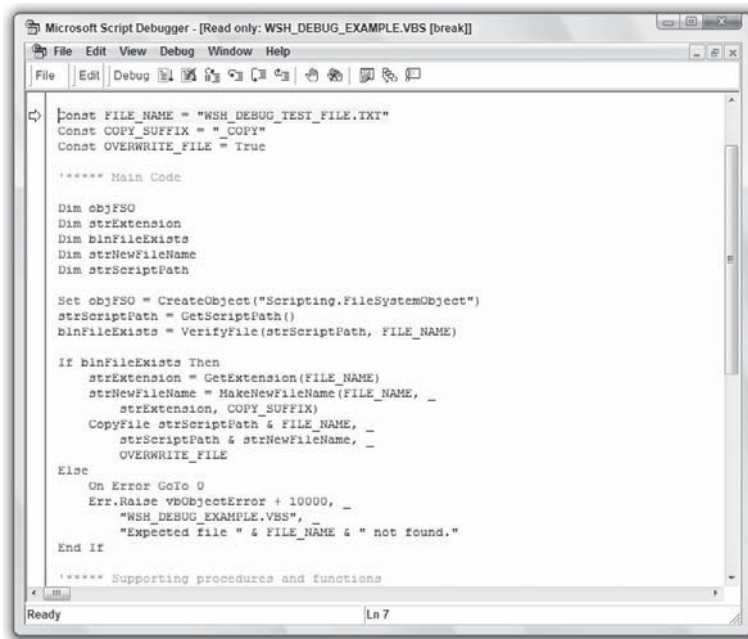 Microsoft Script Debugger - [Read only: WSH_DEBUG_EXAMPLE.VBS [break]]
File Edit View Debug Window Help
File Edit Debug
Const FILE_NAME = "WSH_DEBUG_TEST_FILE.TXT"
Const COPY_SUFFIX = "_COPY"
Const OVERWRITE_FILE = True
'***** Main Code
Dim objFSO
Dim strExtension
Dim blnFileExists
Dim strNewFileName
Dim strScriptPath
Set objFSO = CreateObject("Scripting.FileSystemObject")
strScriptPath = GetScriptPath()
blnFileExists = VerifyFile(strScriptPath, FILE_NAME)
If blnFileExists Then
strExtension = GetExtension(FILE_NAME)
strNewFileName = MakeNewFileName(FILE_NAME, _
strExtension, COPY_SUFFIX)
CopyFile strScriptPath & FILE_NAME, _
strScriptPath & strNewFileName, _
OVERWRITE_FILE
Else
On Error GoTo 0
Err.Raise vbObjectError + 10000, _
"WSH_DEBUG_EXAMPLE.VBS", _
"Expected file " & FILE_NAME & " not found."
End If
'***** Supporting procedures and functions
Ready Ln 7